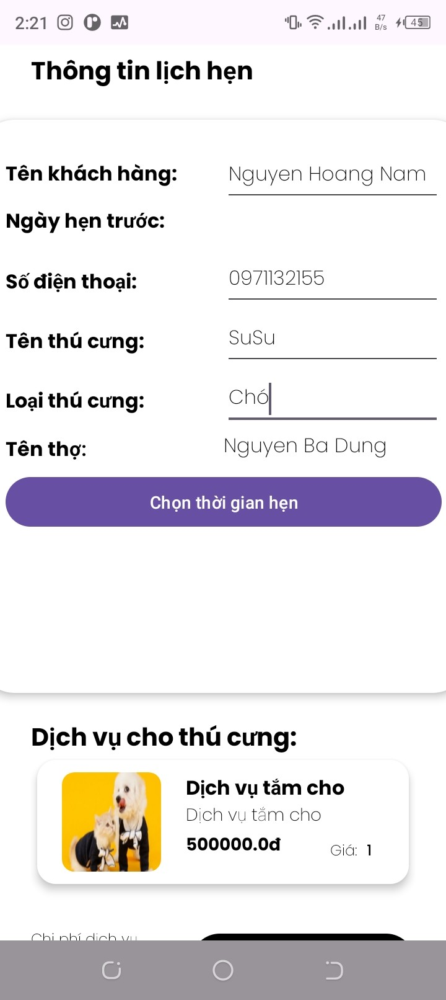 2:21
47
B/s
45
Thông tin lịch hẹn
Tên khách hàng: Nguyen Hoang Nam
Ngày hẹn trước:
Số điện thoại: 0971132155
Tên thú cưng: SuSu
Loại thú cưng: Chó
Tên thợ: Nguyen Ba Dung
Chọn thời gian hẹn
Dịch vụ cho thú cưng:
Dịch vụ tắm cho
Dịch vụ tắm cho
500000.0đ
Giá: 1
Chi phí dịch vụ